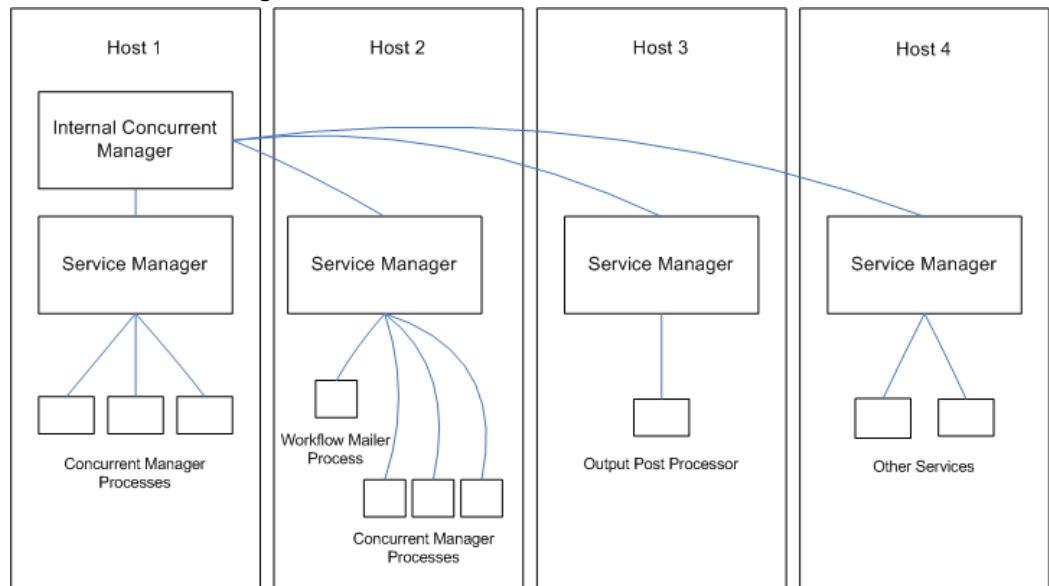 Host 1
Host 2
Host 3
Host 4
Internal Concurrent
Manager
Service Manager
Service Manager
Service Manager
Service Manager
Concurrent Manager
Processes
Workflow Mailer
Process
Concurrent Manager
Processes
Output Post Processor
Other Services